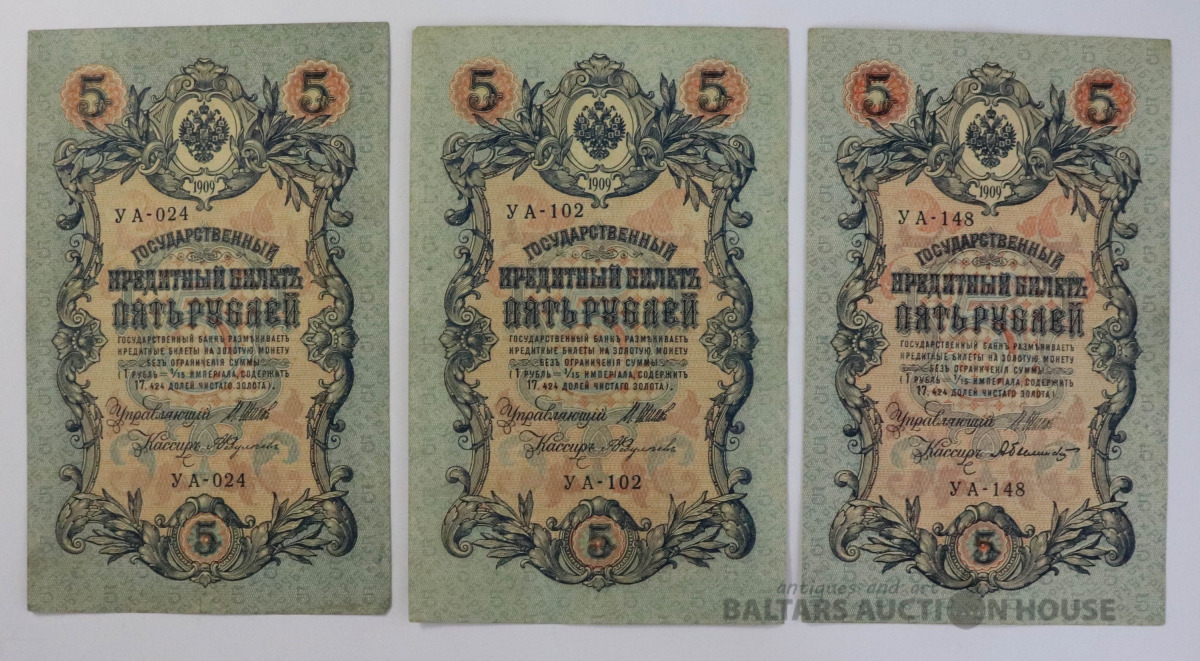 5 5
1909
УА-024
ГОСУДАРСТВЕННЫЙ
КРЕДИТНЫЙ БИЛЕТЪ
ПЯТЬ РУБЛЕЙ
ГОСУДАРСТВЕННЫЙ БАНКЪ РАЗМѢНИВАЕТЪ
КРЕДИТНЫЕ БИЛЕТЫ НА ЗОЛОТУЮ МОНЕТУ
БЕЗЪ ОГРАНИЧЕНІЯ СУММЫ
(1 РУБЛЬ = 1/15 ИМПЕРІАЛА, СОДЕРЖИТЪ
17,424 ДОЛЕЙ ЧИСТАГО ЗОЛОТА).
Управляющій
Кассиръ
УА-024
5
5 5
1909
УА-102
ГОСУДАРСТВЕННЫЙ
КРЕДИТНЫЙ БИЛЕТЪ
ПЯТЬ РУБЛЕЙ
ГОСУДАРСТВЕННЫЙ БАНКЪ РАЗМѢНИВАЕТЪ
КРЕДИТНЫЕ БИЛЕТЫ НА ЗОЛОТУЮ МОНЕТУ
БЕЗЪ ОГРАНИЧЕНІЯ СУММЫ
(1 РУБЛЬ = 1/15 ИМПЕРІАЛА, СОДЕРЖИТЪ
17,424 ДОЛЕЙ ЧИСТАГО ЗОЛОТА).
Управляющій
Кассиръ
УА-102
5
5 5
1909
УА-148
ГОСУДАРСТВЕННЫЙ
КРЕДИТНЫЙ БИЛЕТЪ
ПЯТЬ РУБЛЕЙ
ГОСУДАРСТВЕННЫЙ БАНКЪ РАЗМѢНИВАЕТЪ
КРЕДИТНЫЕ БИЛЕТЫ НА ЗОЛОТУЮ МОНЕТУ
БЕЗЪ ОГРАНИЧЕНІЯ СУММЫ
(1 РУБЛЬ = 1/15 ИМПЕРІАЛА, СОДЕРЖИТЪ
17,424 ДОЛЕЙ ЧИСТАГО ЗОЛОТА)
Управляющій
Кассиръ
УА-148
5
antiques and art
BALTARS AUCTION HOUSE